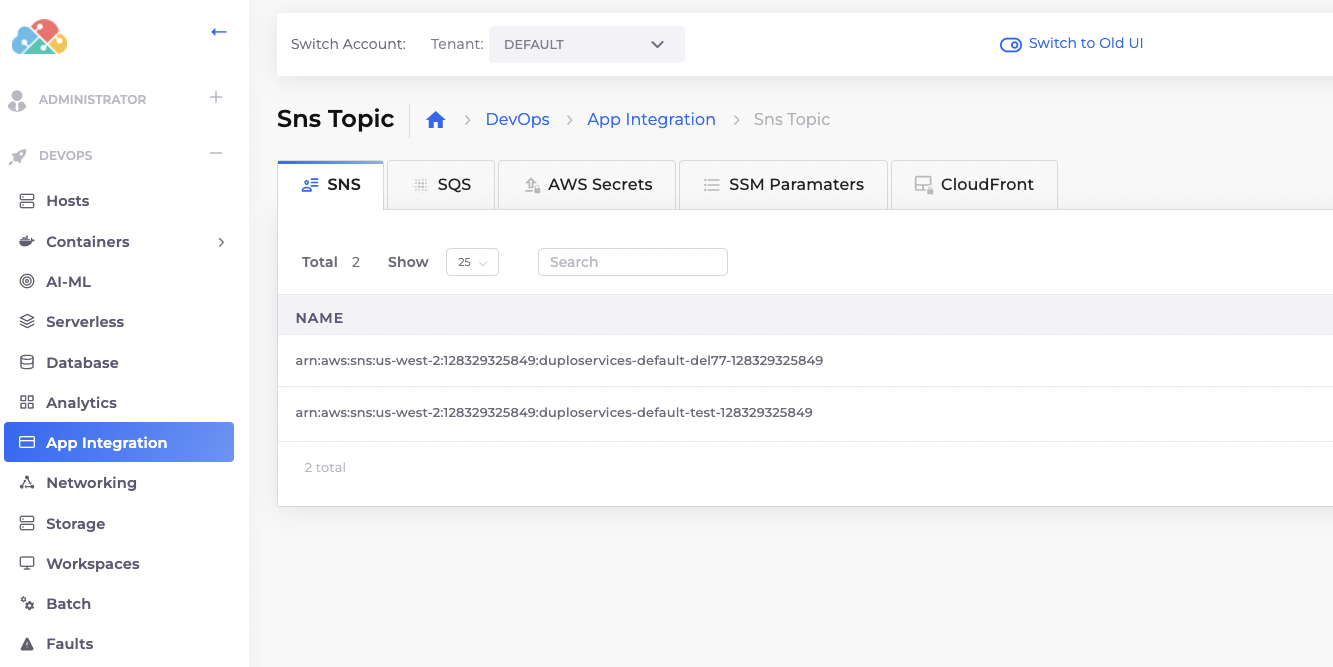 Switch Account: Tenant: DEFAULT Switch to Old UI
ADMINISTRATOR
DEVOPS
Hosts
Containers
AI-ML
Serverless
Database
Analytics
App Integration
Networking
Storage
Workspaces
Batch
Faults
Sns Topic DevOps App Integration Sns Topic
SNS SQS AWS Secrets SSM Paramaters CloudFront
Total 2 Show 25 Search
NAME
arn:aws:sns:us-west-2:128329325849:duploservices-default-del77-128329325849
arn:aws:sns:us-west-2:128329325849:duploservices-default-test-128329325849
2 total